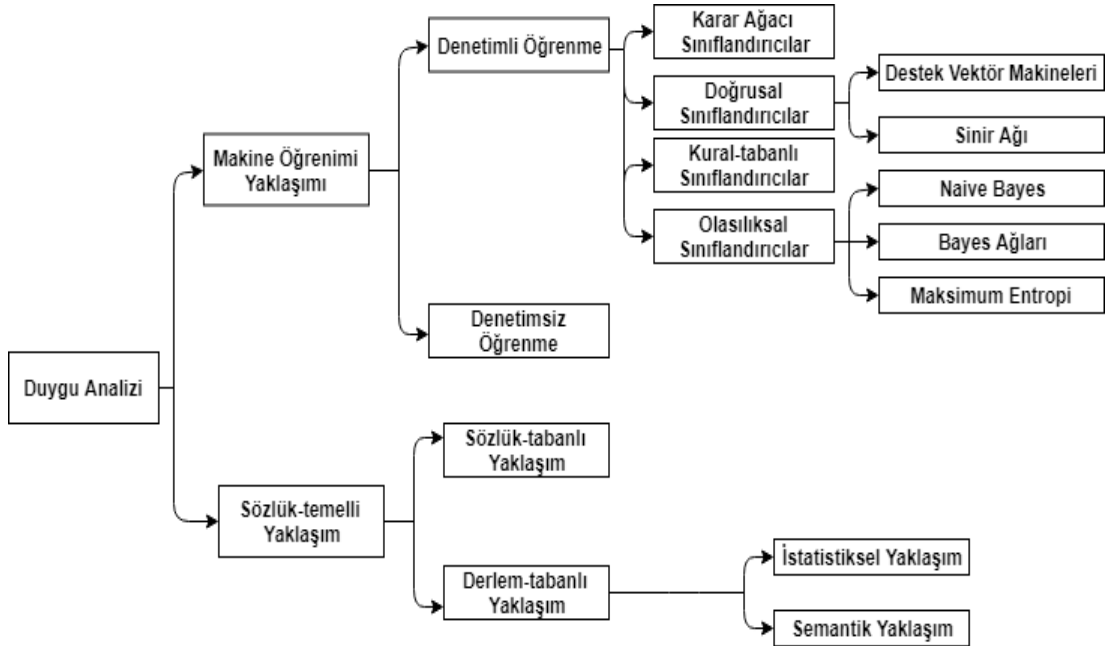 Karar Ağacı
Sınıflandırıcılar
Denetimli Öğrenme
Destek Vektör Makineleri
Doğrusal
Sınıflandırıcılar
Sinir Ağı
Makine Öğrenimi
Yaklaşımı
Kural-tabanlı
Sınıflandırıcılar
Naive Bayes
Olasılıksal
Sınıflandırıcılar
Bayes Ağları
Maksimum Entropi
Denetimsiz
Öğrenme
Duygu Analizi
Sözlük-tabanlı
Yaklaşım
Sözlük-temelli
Yaklaşım
İstatistiksel Yaklaşım
Derlem-tabanlı
Yaklaşım
Semantik Yaklaşım